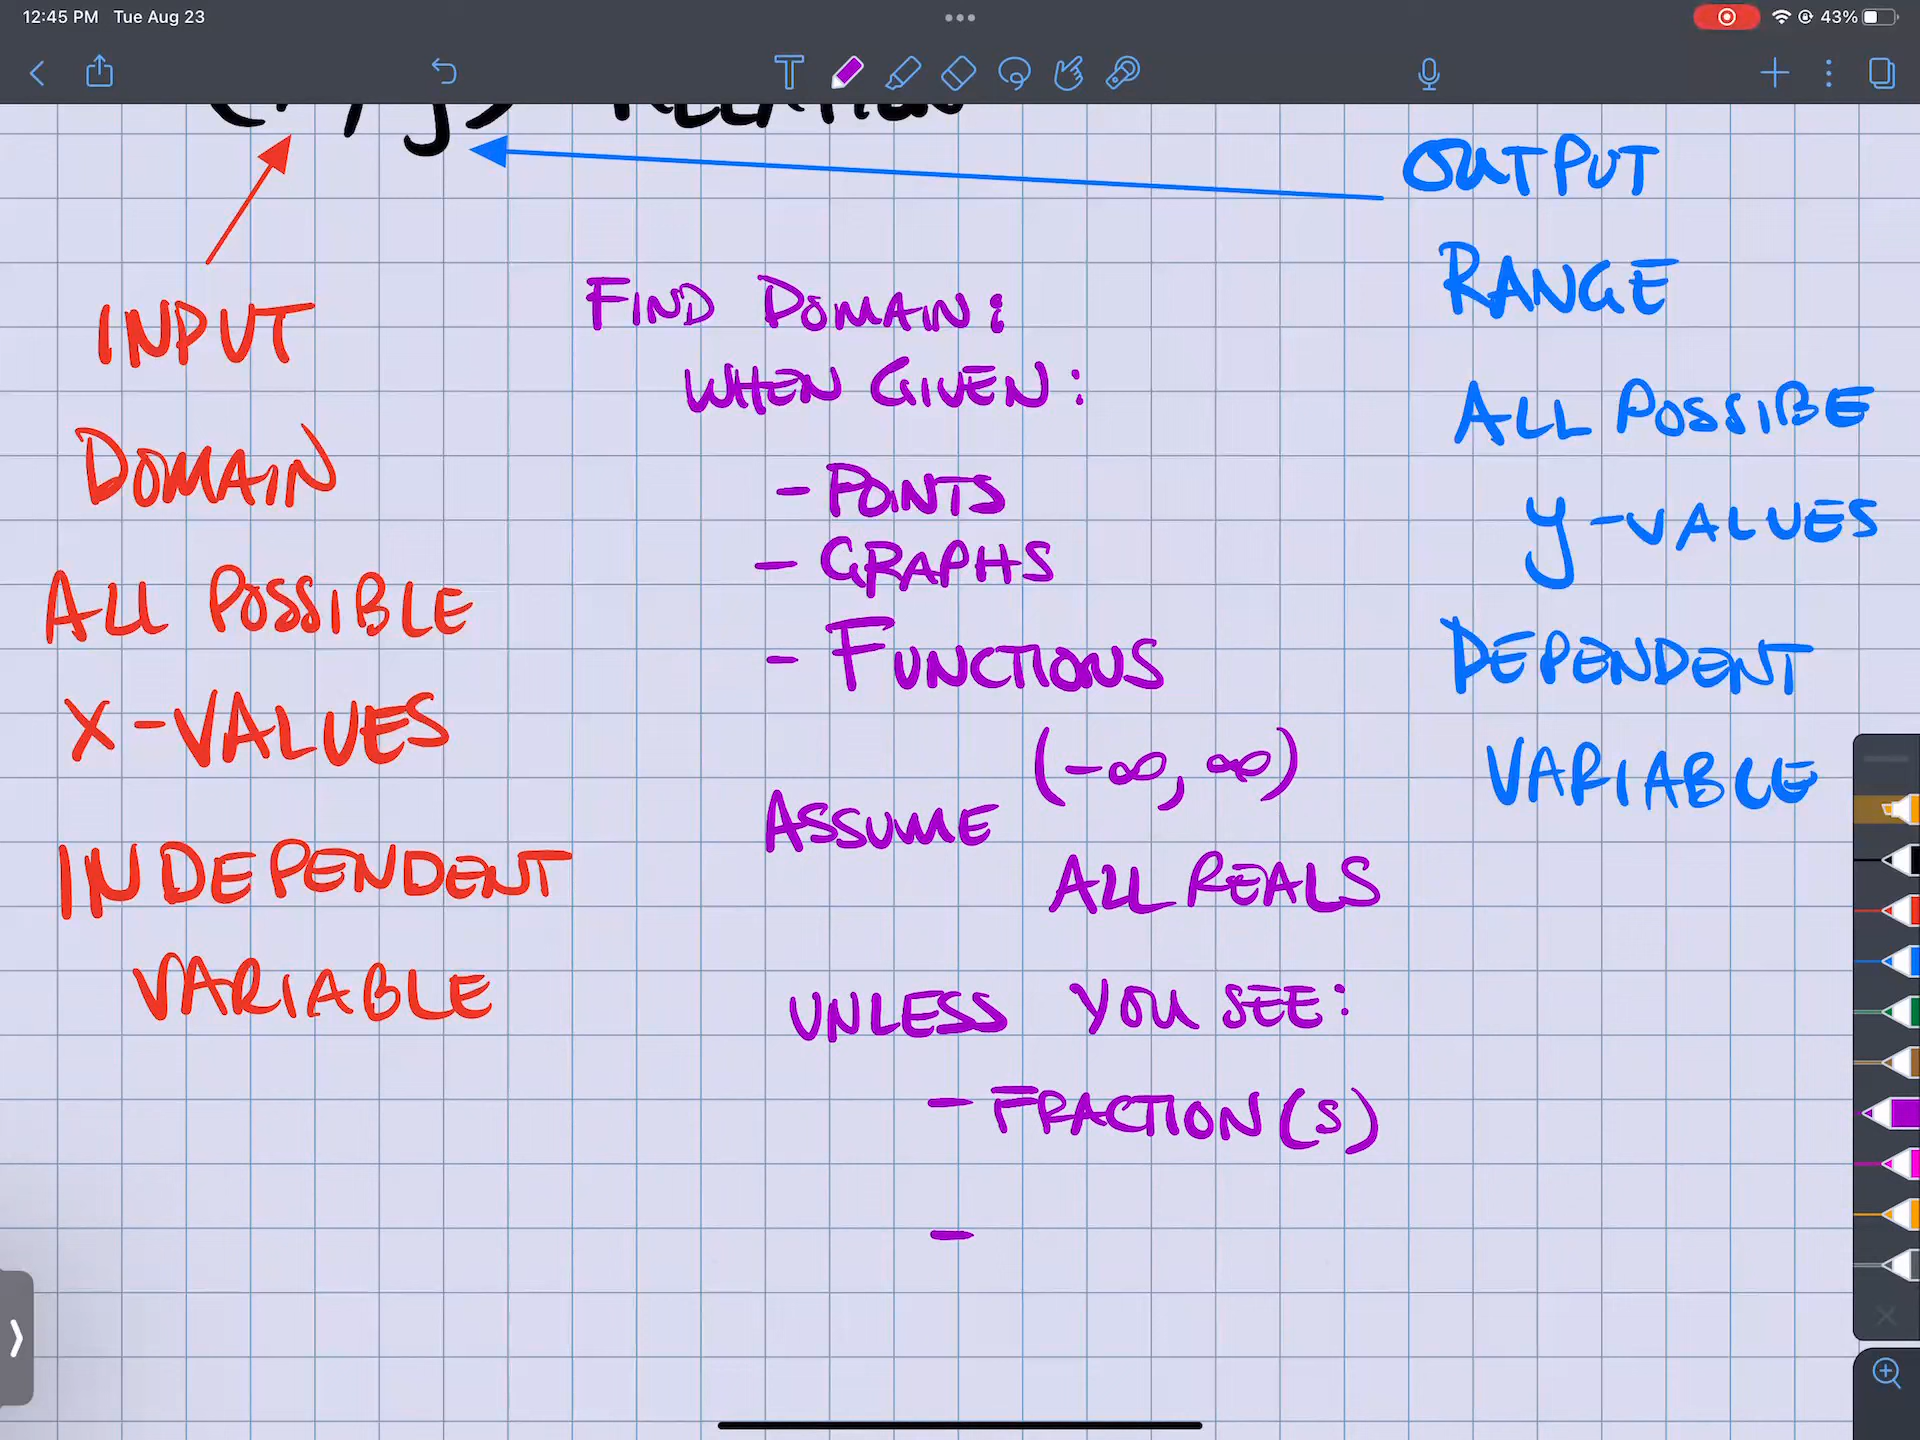 12:45 PM Tue Aug 23
43%
OUTPUT
RANGE
ALL POSSIBE
y-VALUES
DEPENDENT
VARIABLE
INPUT
DOMAIN
ALL POSSIBLE
X-VALUES
INDEPENDENT
VARIABLE
FIND DOMAIN:
WHEN GIVEN:
- POINTS
- GRAPHS
- FUNCTIONS
(-∞, ∞)
ASSUME
ALL REALS
UNLESS YOU SEE:
- FRACTION(S)
-